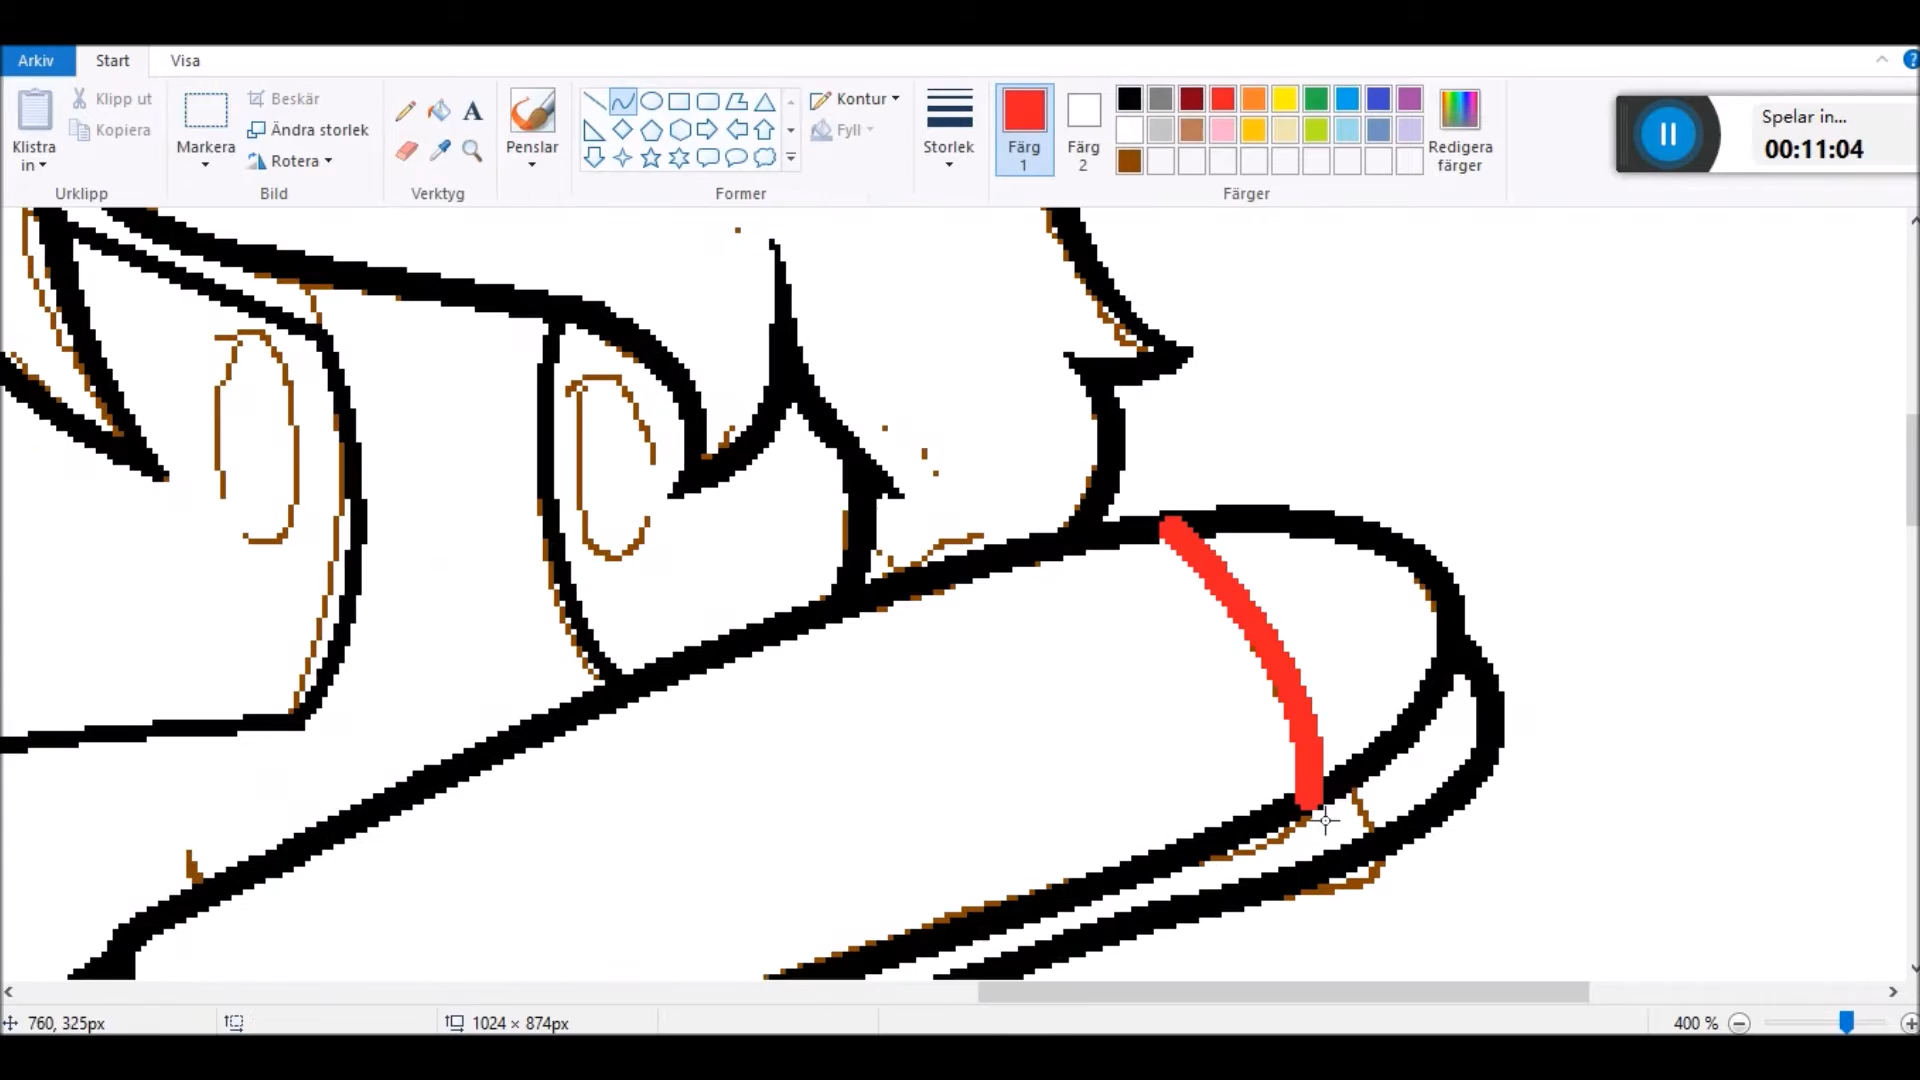 Arkiv Start Visa
Klistra in
Klipp ut
Kopiera
Urklipp
Markera
Beskär
Ändra storlek
Rotera
Bild
A
Verktyg
Penslar
Kontur
Fyll
Former
Storlek
Färg 1
Färg 2
Redigera färger
Färger
Spelar in...
00:11:04
760, 325px
1024 × 874px
400 %